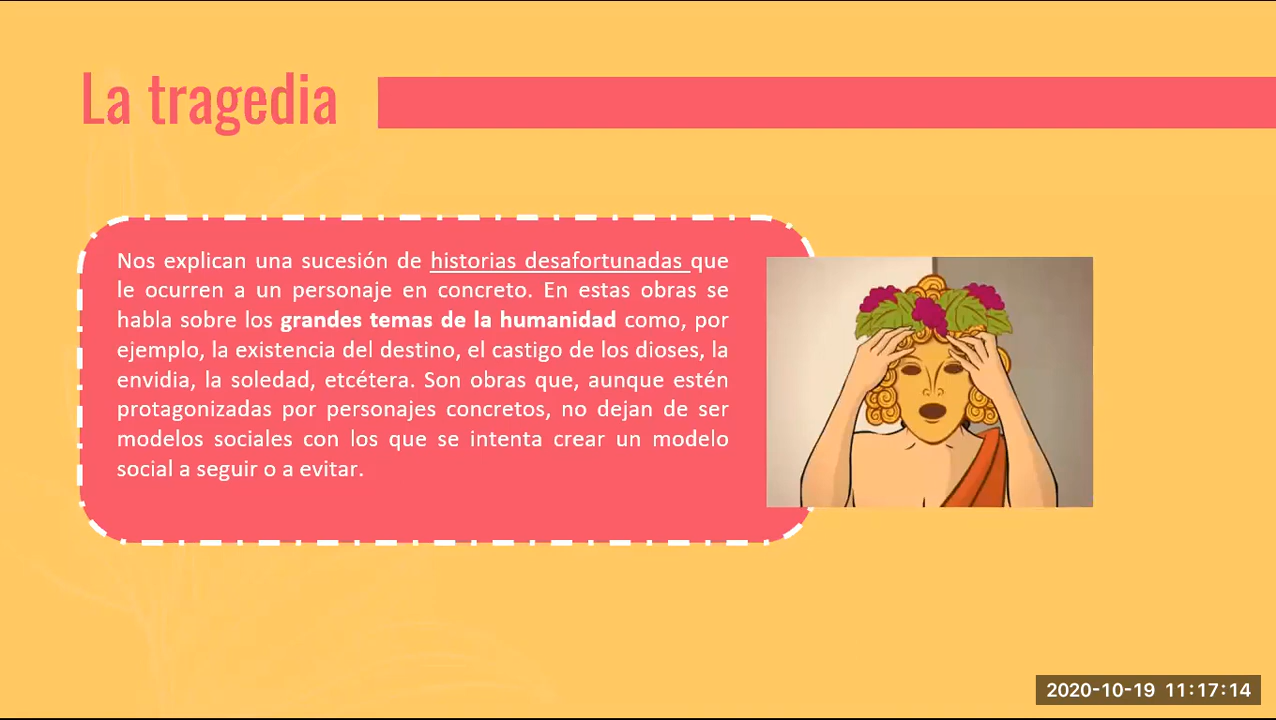 La tragedia
Nos explican una sucesión de historias desafortunadas que
le ocurren a un personaje en concreto. En estas obras se
habla sobre los grandes temas de la humanidad como, por
ejemplo, la existencia del destino, el castigo de los dioses, la
envidia, la soledad, etcétera. Son obras que, aunque estén
protagonizadas por personajes concretos, no dejan de ser
modelos sociales con los que se intenta crear un modelo
social a seguir o a evitar.
2020-10-19 11:17:14